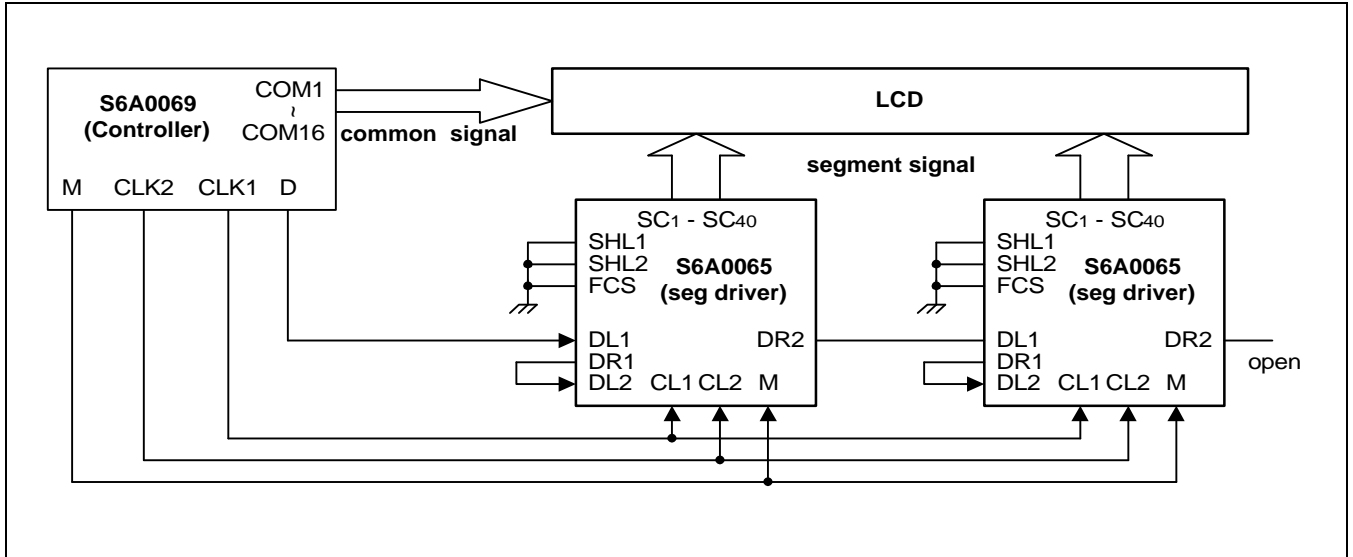 S6A0069
(Controller)
COM1
~
COM16
M CLK2 CLK1 D
common signal
LCD
segment signal
SC1 - SC40
SHL1
SHL2
FCS
S6A0065
(seg driver)
DL1
DR1
DL2
CL1 CL2 M
DR2
SC1 - SC40
SHL1
SHL2
FCS
S6A0065
(seg driver)
DL1
DR1
DL2
CL1 CL2 M
DR2
open